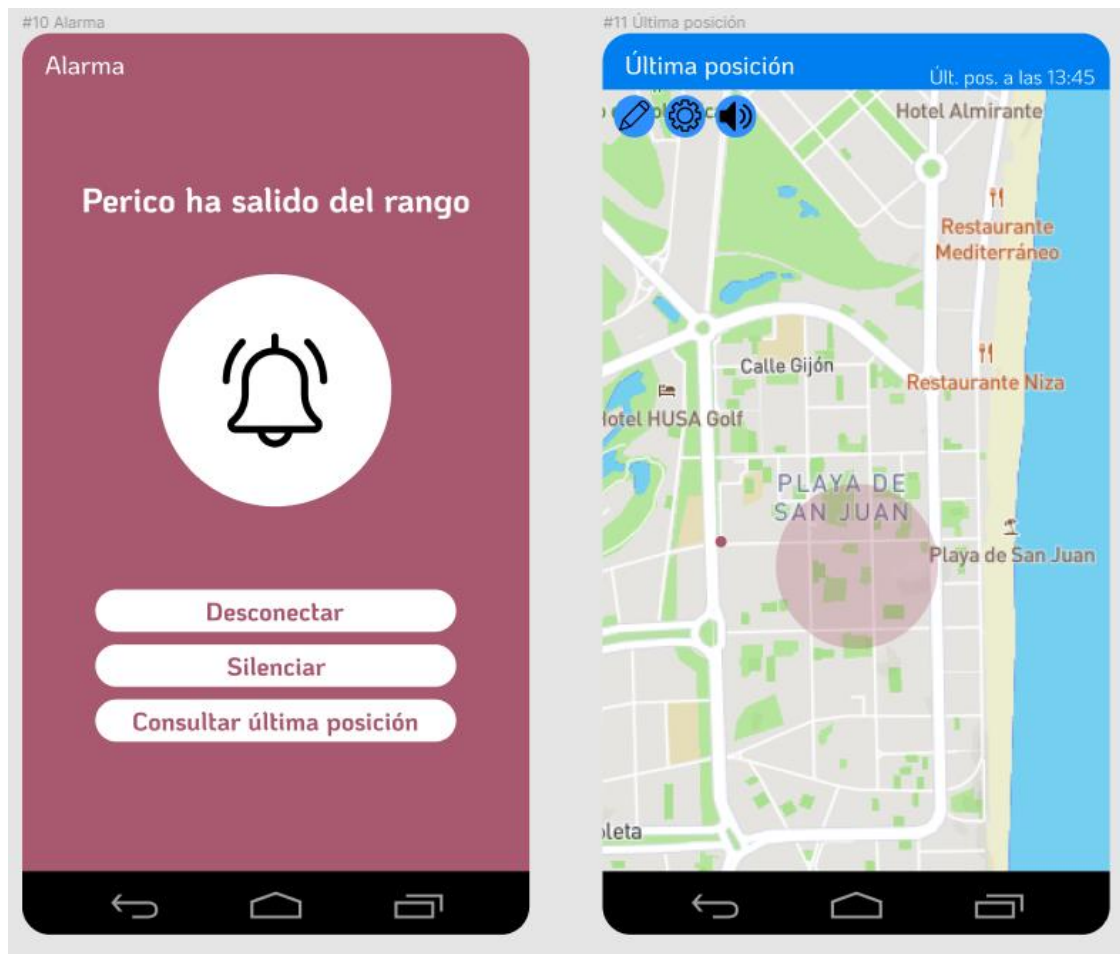 #10 Alarma
Alarma
Perico ha salido del rango
Desconectar
Silenciar
Consultar última posición
#11 Última posición
Última posición
Últ. pos. a las 13:45
Hotel Almirante
Restaurante
Mediterráneo
Calle Gijón
Restaurante Niza
Hotel HUSA Golf
PLAYA DE
SAN JUAN
Playa de San Juan